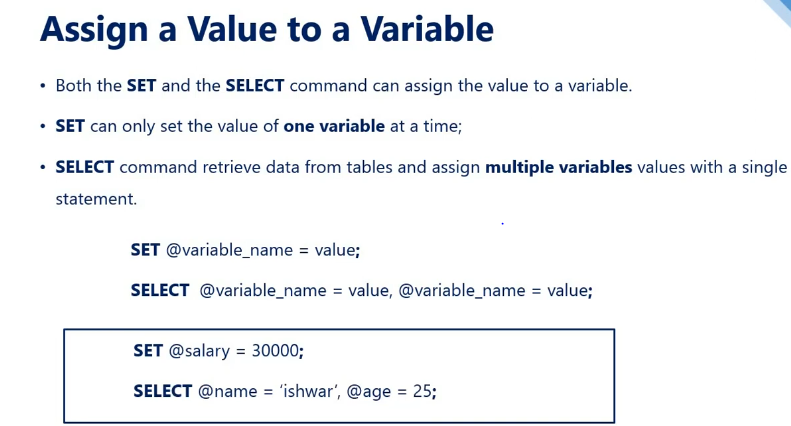 Assign a Value to a Variable
• Both the SET and the SELECT command can assign the value to a variable.
• SET can only set the value of one variable at a time;
• SELECT command retrieve data from tables and assign multiple variables values with a single
statement.
SET @variable_name = value;
SELECT @variable_name = value, @variable_name = value;
SET @salary = 30000;
SELECT @name = ‘ishwar’, @age = 25;